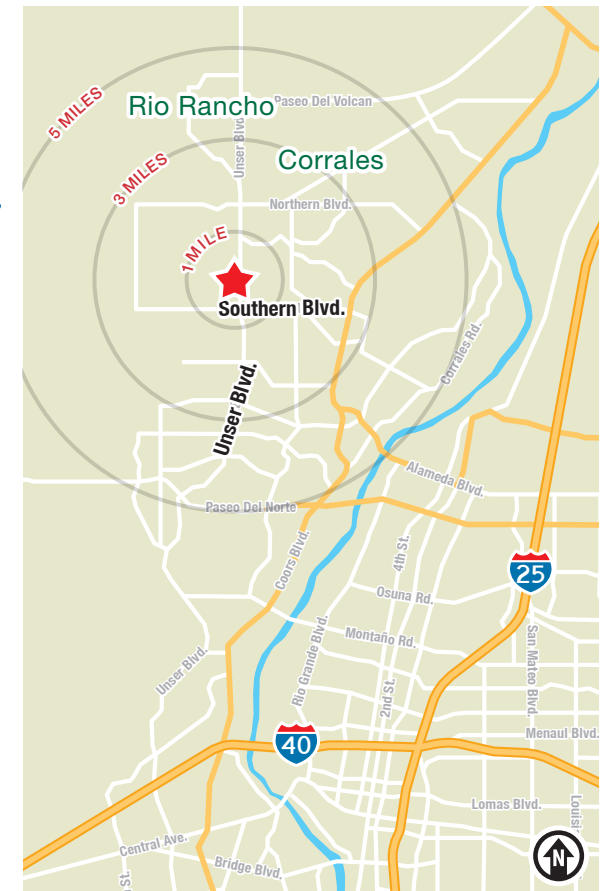 5 MILES
Rio Rancho
Paseo Del Volcan
Unser Blvd.
3 MILES
Corrales
Northern Blvd.
1 MILE
Southern Blvd.
Corrales Rd.
Unser Blvd.
Alameda Blvd.
Paseo Del Norte
Coors Blvd.
4th St.
25
Osuna Rd.
Rio Grande Blvd.
Montaño Rd.
San Mateo Blvd.
Unser Blvd.
2nd St.
40
Menaul Blvd.
Lomas Blvd.
Louisi
Central Ave.
Bridge Blvd.
St.
N